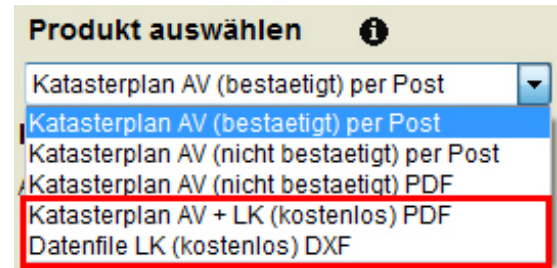 Produkt auswählen
Katasterplan AV (bestaetigt) per Post
Katasterplan AV (bestaetigt) per Post
Katasterplan AV (nicht bestaetigt) per Post
Katasterplan AV (nicht bestaetigt) PDF
Katasterplan AV + LK (kostenlos) PDF
Datenfile LK (kostenlos) DXF